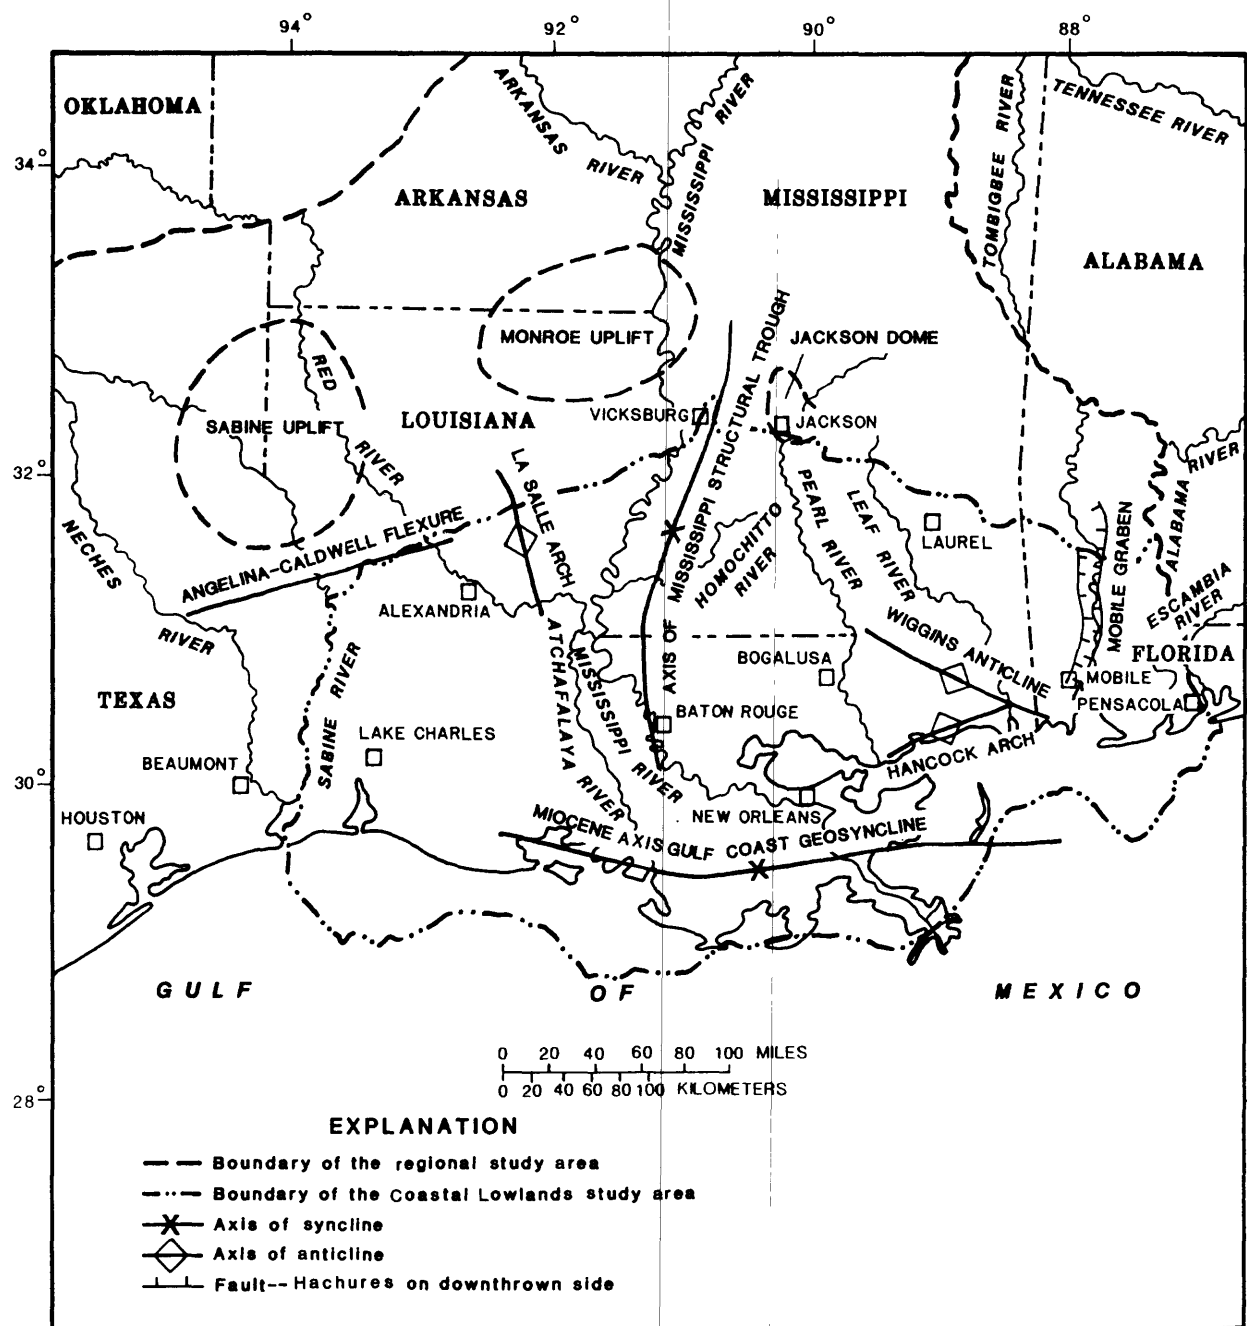 94°
92°
90°
88°
OKLAHOMA
ARKANSAS
RIVER
MISSISSIPPI
RIVER
TOMBIGBEE RIVER
TENNESSEE RIVER
34°
ARKANSAS
MISSISSIPPI
ALABAMA
MONROE UPLIFT
JACKSON DOME
RED
RIVER
VICKSBURG
JACKSON
SABINE UPLIFT
LOUISIANA
32°
AXIS OF MISSISSIPPI STRUCTURAL TROUGH
LA SALLE ARCH
PEARL RIVER
LEAF RIVER
ALABAMA
RIVER
NECHES
RIVER
ANGELINA-CALDWELL FLEXURE
HOMOCHITTO
RIVER
LAUREL
MOBILE GRABEN
ALEXANDRIA
ESCAMBIA
RIVER
WIGGINS ANTICLINE
FLORIDA
ATCHAFALAYA RIVER
MISSISSIPPI RIVER
BOGALUSA
MOBILE
TEXAS
SABINE RIVER
BATON ROUGE
PENSACOLA
LAKE CHARLES
BEAUMONT
HANCOCK ARCH
30°
HOUSTON
NEW ORLEANS
MIOCENE AXIS GULF COAST GEOSYNCLINE
GULF OF MEXICO
0 20 40 60 80 100 MILES
0 20 40 60 80 100 KILOMETERS
28°
EXPLANATION
Boundary of the regional study area
Boundary of the Coastal Lowlands study area
Axis of syncline
Axis of anticline
Fault--Hachures on downthrown side